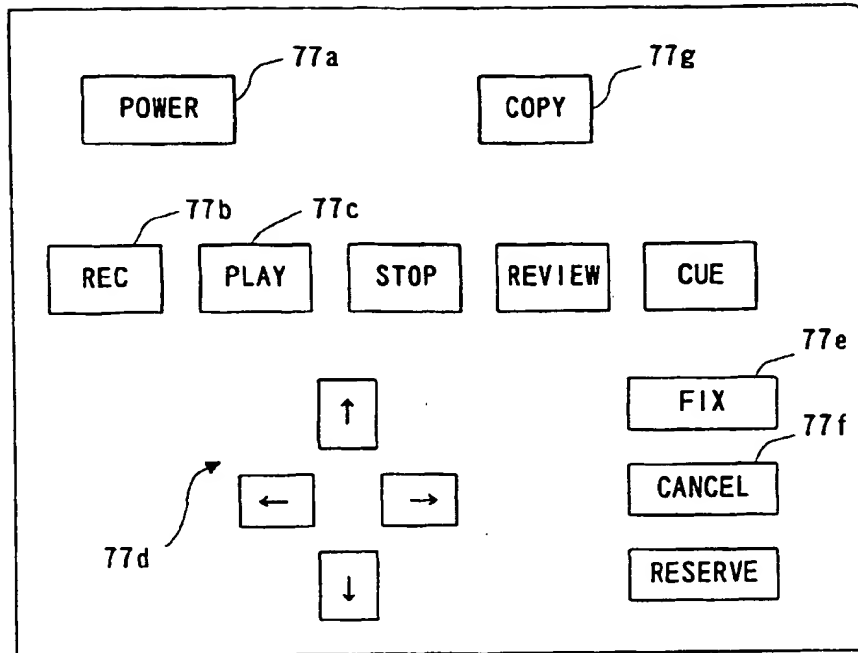 77a 77g
POWER COPY
77b 77c
REC PLAY STOP REVIEW CUE
77e
↑ FIX
77f
← → CANCEL
77d
↓ RESERVE